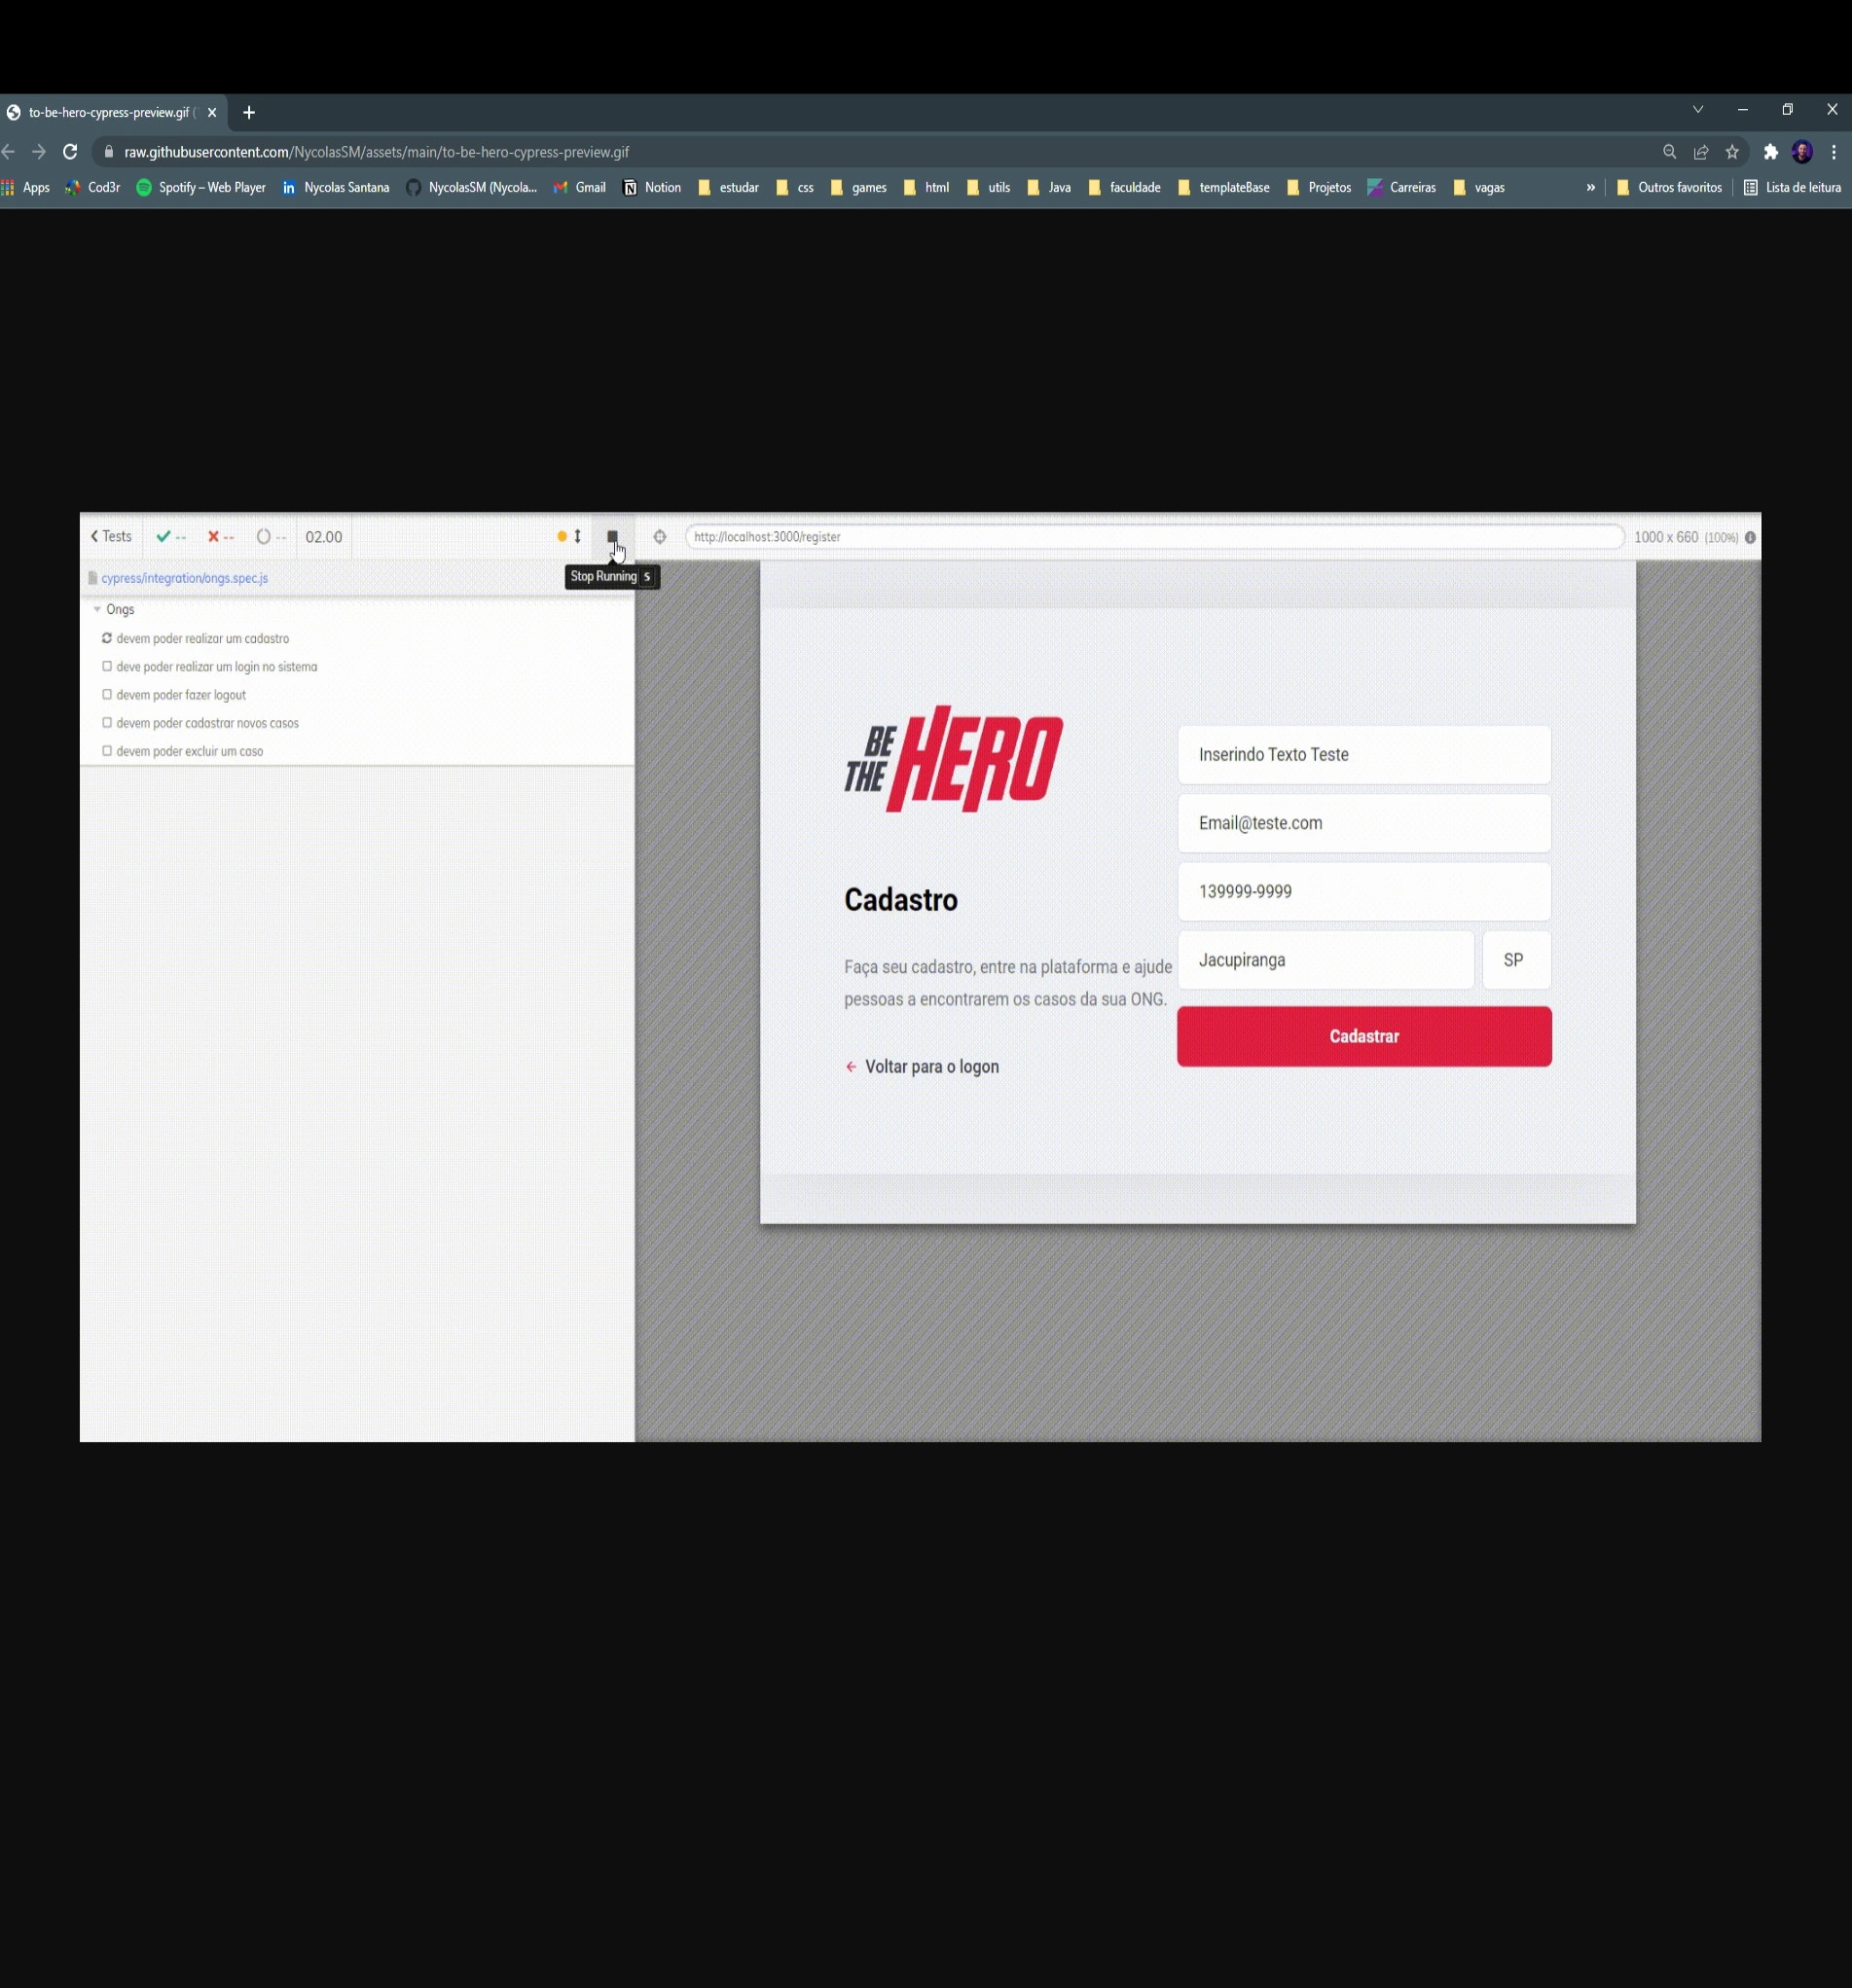 to-be-hero-cypress-preview.gif (
raw.githubusercontent.com/NycolasSM/assets/main/to-be-hero-cypress-preview.gif
Apps Cod3r Spotify – Web Player Nycolas Santana NycolasSM (Nycola... Gmail Notion estudar css games html utils Java faculdade templateBase Projetos Carreiras vagas » Outros favoritos Lista de leitura
Tests -- -- -- 02.00 http://localhost:3000/register 1000 x 660 (100%)
cypress/integration/ongs.spec.js
Stop Running S
Ongs
devem poder realizar um cadastro
deve poder realizar um login no sistema
devem poder fazer logout
devem poder cadastrar novos casos
devem poder excluir um caso
BE THE HERO
Cadastro
Faça seu cadastro, entre na plataforma e ajude
pessoas a encontrarem os casos da sua ONG.
Voltar para o logon
Inserindo Texto Teste
Email@teste.com
139999-9999
Jacupiranga SP
Cadastrar